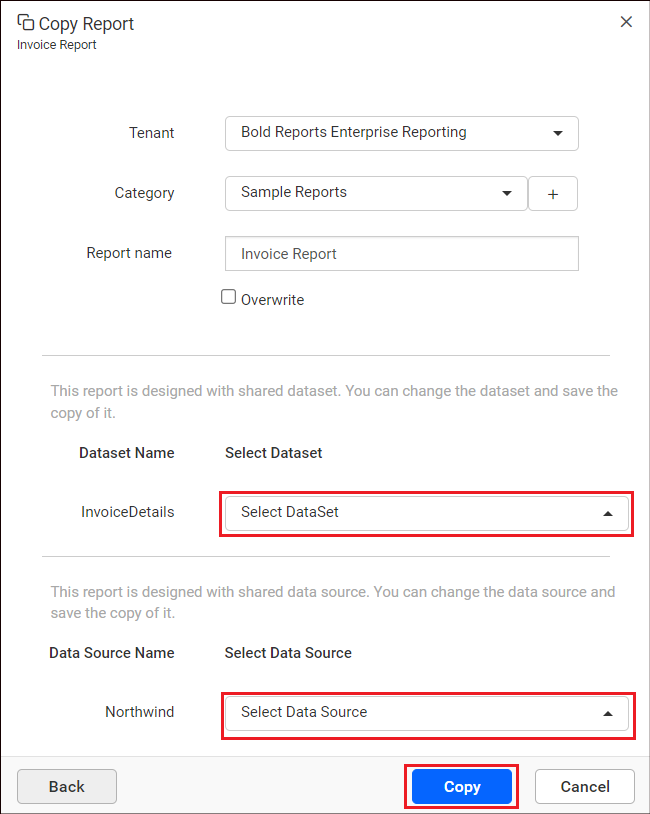 Copy Report
Invoice Report
Tenant Bold Reports Enterprise Reporting
Category Sample Reports +
Report name Invoice Report
Overwrite
This report is designed with shared dataset. You can change the dataset and save the
copy of it.
Dataset Name Select Dataset
InvoiceDetails Select DataSet
This report is designed with shared data source. You can change the data source and
save the copy of it.
Data Source Name Select Data Source
Northwind Select Data Source
Back Copy Cancel